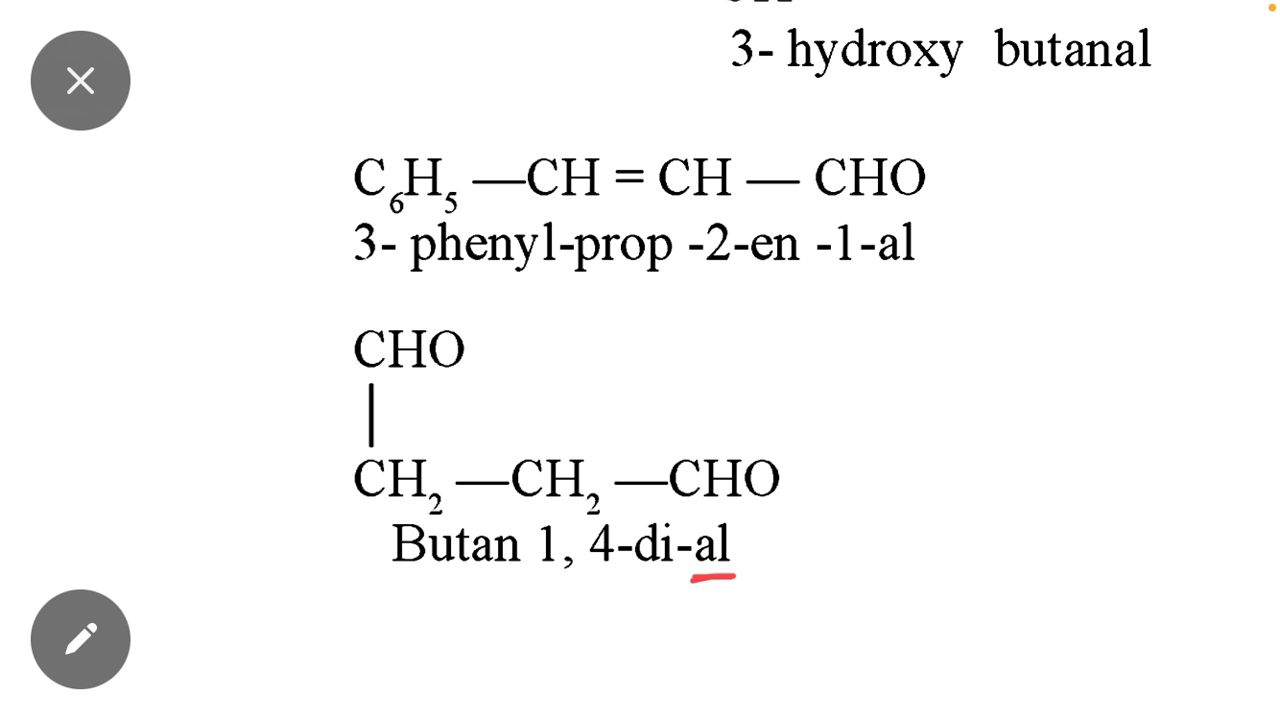 3- hydroxy butanal
C₆H₅ —CH = CH — CHO
3- phenyl-prop -2-en -1-al
CHO
|
CH₂ —CH₂ —CHO
Butan 1, 4-di-al